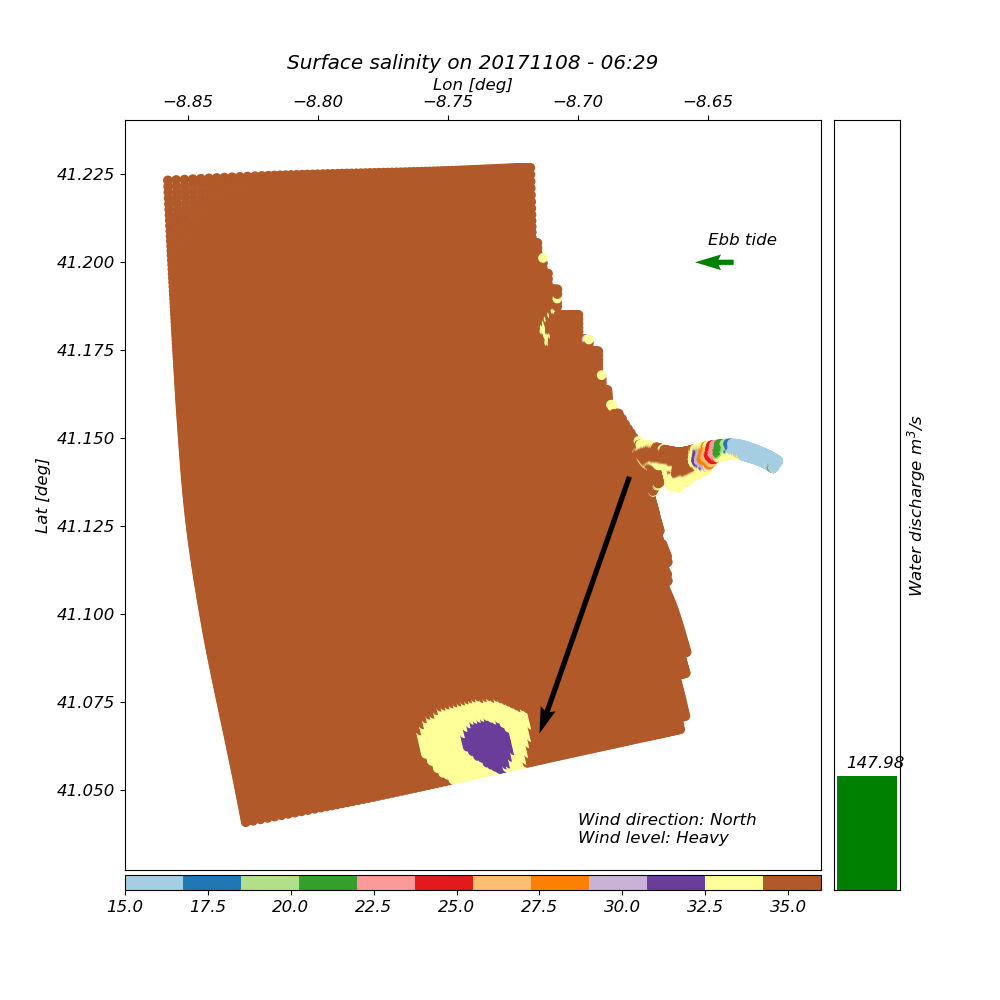 Surface salinity on 20171108 - 06:29
Lon [deg]
−8.85 −8.80 −8.75 −8.70 −8.65
41.225
41.200
41.175
41.150
41.125
41.100
41.075
41.050
Lat [deg]
Ebb tide
Wind direction: North
Wind level: Heavy
Water discharge m³/s
147.98
15.0 17.5 20.0 22.5 25.0 27.5 30.0 32.5 35.0